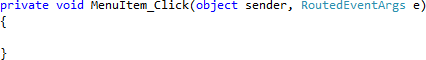 private void MenuItem_Click(object sender, RoutedEventArgs e)
{
}